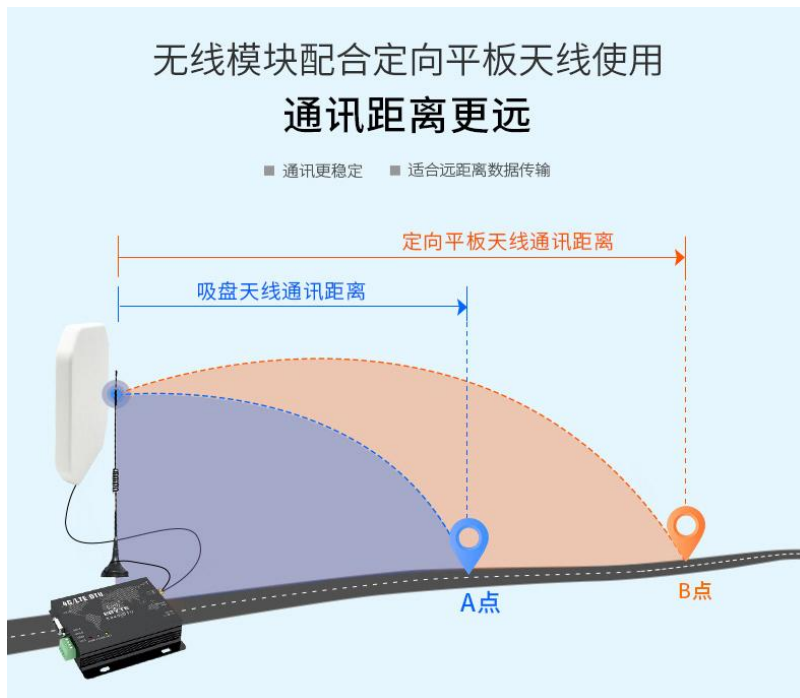 无线模块配合定向平板天线使用
通讯距离更远
通讯更稳定
适合远距离数据传输
定向平板天线通讯距离
吸盘天线通讯距离
4G/LTE DTU
EBYTE
A点
B点